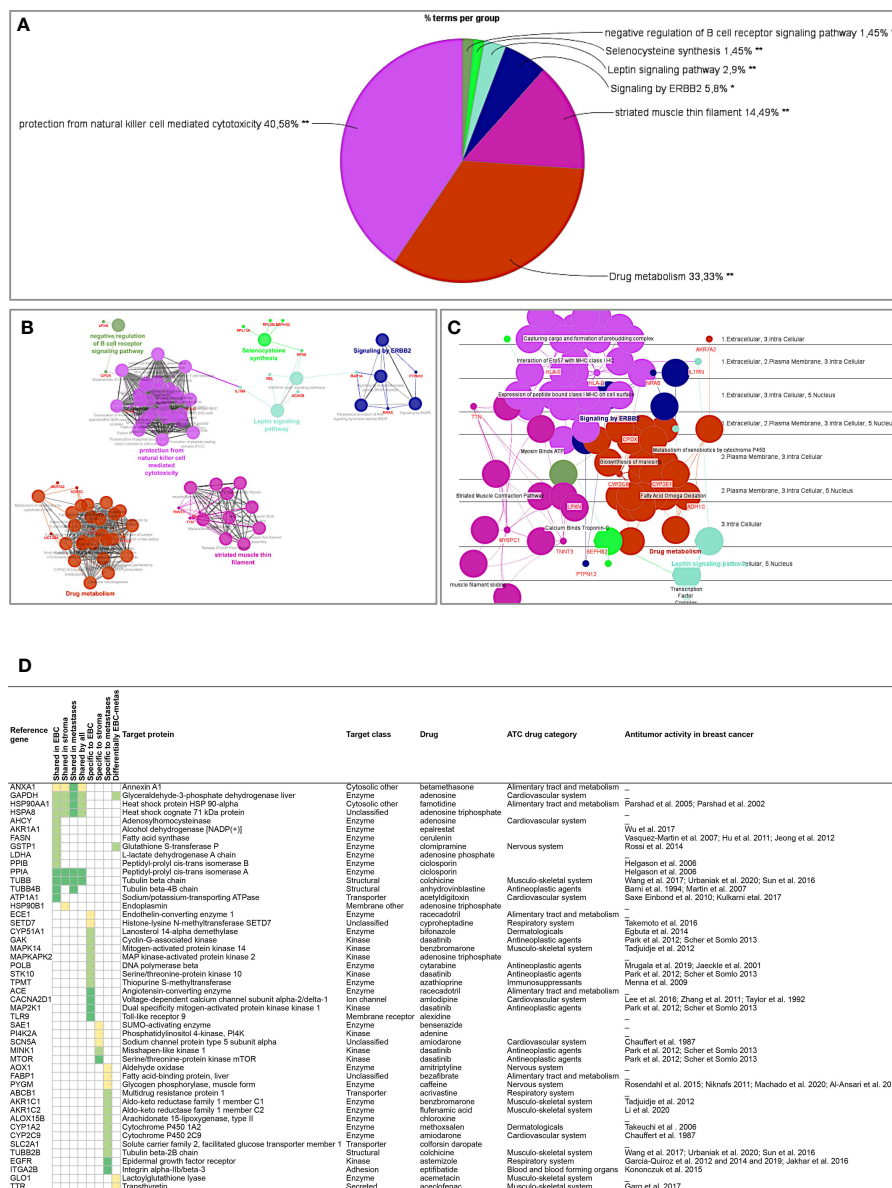 A
% terms per group
negative regulation of B cell receptor signaling pathway 1,45%
Selenocysteine synthesis 1,45% **
Leptin signaling pathway 2,9% **
Signaling by ERBB2 5,8% *
striated muscle thin filament 14,49% **
protection from natural killer cell mediated cytotoxicity 40,58% **
Drug metabolism 33,33% **
B
negative regulation
of B cell receptor
signaling pathway
Selenocysteine
synthesis
Signaling by ERBB2
Leptin signaling
pathway
protection from
natural killer cell
mediated
cytotoxicity
striated muscle thin
filament
Drug metabolism
C
Capturing cargo and formation of prebudding complex
1.Extracellular, 3.Intra Cellular
AKR7A2
Interaction of Erp57 with MHC class I HC
1.Extracellular, 2.Plasma Membrane, 3.Intra Cellular
HLA-E
IL1RN
HLA-B
NRAS
Expression of peptide bound class I MHC on cell surface
1.Extracellular, 3.Intra Cellular, 5.Nucleus
TTN
Signaling by ERBB2
1.Extracellular, 2.Plasma Membrane, 3.Intra Cellular, 5.Nucleus
CPOX
Myosin Binds ATP
Metabolism of xenobiotics by cytochrome P450
2.Plasma Membrane, 3.Intra Cellular
Biosynthesis of maresins
CYP2C8
CYP2E1
Striated Muscle Contraction Pathway
Fatty Acid Omega Oxidation
2.Plasma Membrane, 3.Intra Cellular, 5.Nucleus
LPXN
ADH1C
Calcium Binds Troponin-C
3.Intra Cellular
MYBPC1
TNNT3
SEPHS2
Drug metabolism
PTPN12
Leptin signaling pathway
ellular, 5.Nucleus
muscle filament sliding
Transcription
Factor
Complex
D
Reference gene
Shared in EBC
Shared in stroma
Shared in metastases
Shared by all
Specific to EBC
Specific to stroma
Specific to metastases
Differentially EBC-metas
Target protein Target class Drug ATC drug category Antitumor activity in breast cancer
ANXA1 Annexin A1 Cytosolic other betamethasone Alimentary tract and metabolism _
GAPDH Glyceraldehyde-3-phosphate dehydrogenase liver Enzyme adenosine Cardiovascular system _
HSP90AA1 Heat shock protein HSP 90-alpha Cytosolic other famotidine Alimentary tract and metabolism Parshad et al. 2005; Parshad et al. 2002
HSPA8 Heat shock cognate 71 kDa protein Unclassified adenosine triphosphate _
AHCY Adenosylhomocysteinase Enzyme adenosine Cardiovascular system _
AKR1A1 Alcohol dehydrogenase [NADP(+)] Enzyme epalrestat Wu et al. 2017
FASN Fatty acid synthase Enzyme cerulenin Vasquez-Martin et al. 2007; Hu et al. 2011; Jeong et al. 2012
GSTP1 Glutathione S-transferase P Enzyme clomipramine Nervous system Rossi et al. 2014
LDHA L-lactate dehydrogenase A chain Enzyme adenosine phosphate _
PPIB Peptidyl-prolyl cis-trans isomerase B Enzyme ciclosporin Helgason et al. 2006
PPIA Peptidyl-prolyl cis-trans isomerase A Enzyme ciclosporin Helgason et al. 2006
TUBB Tubulin beta chain Structural colchicine Musculo-skeletal system Wang et al. 2017; Urbaniak et al. 2020; Sun et al. 2016
TUBB4B Tubulin beta-4B chain Structural anhydrovinblastine Antineoplastic agents Barni et al. 1994; Martin et al. 2007
ATP1A1 Sodium/potassium-transporting ATPase Transporter acetyldigitoxin Cardiovascular system Saxe Einbond et al. 2010; Kulkarni etal. 2017
HSP90B1 Endoplasmin Membrane other adenosine triphosphate _
ECE1 Endothelin-converting enzyme 1 Enzyme racecadotril Alimentary tract and metabolism _
SETD7 Histone-lysine N-methyltransferase SETD7 Unclassified cyproheptadine Respiratory system Takemoto et al. 2016
CYP51A1 Lanosterol 14-alpha demethylase Enzyme bifonazole Dermatologicals Egbuta et al. 2014
GAK Cyclin-G-associated kinase Kinase dasatinib Antineoplastic agents Park et al. 2012; Scher et Somlo 2013
MAPK14 Mitogen-activated protein kinase 14 Kinase benzbromarone Musculo-skeletal system Tadjuidje et al. 2012
MAPKAPK2 MAP kinase-activated protein kinase 2 Kinase adenosine triphosphate _
POLB DNA polymerase beta Enzyme cytarabine Antineoplastic agents Mrugala et al. 2019; Jaeckle et al. 2001
STK10 Serine/threonine-protein kinase 10 Kinase dasatinib Antineoplastic agents Park et al. 2012; Scher et Somlo 2013
TPMT Thiopurine S-methyltransferase Enzyme azathioprine Immunosuppressants Menna et al. 2009
ACE Angiotensin-converting enzyme Enzyme racecadotril Alimentary tract and metabolism _
CACNA2D1 Voltage-dependent calcium channel subunit alpha-2/delta-1 Ion channel amlodipine Cardiovascular system Lee et al. 2016; Zhang et al. 2011; Taylor et al. 1992
MAP2K1 Dual specificity mitogen-activated protein kinase kinase 1 Kinase dasatinib Antineoplastic agents Park et al. 2012; Scher et Somlo 2013
TLR9 Toll-like receptor 9 Membrane receptor alexidine _
SAE1 SUMO-activating enzyme Enzyme benserazide _
PI4K2A Phosphatidylinositol 4-kinase, PI4K Kinase adenine _
SCN5A Sodium channel protein type 5 subunit alpha Unclassified amiodarone Cardiovascular system Chauffert et al. 1987
MINK1 Misshapen-like kinase 1 Kinase dasatinib Antineoplastic agents Park et al. 2012; Scher et Somlo 2013
MTOR Serine/threonine-protein kinase mTOR Kinase dasatinib Antineoplastic agents Park et al. 2012; Scher et Somlo 2013
AOX1 Aldehyde oxidase Enzyme amitriptyline Nervous system _
FABP1 Fatty acid-binding protein, liver Unclassified bezafibrate Alimentary tract and metabolism _
PYGM Glycogen phosphorylase, muscle form Enzyme caffeine Nervous system Rosendahl et al. 2015; Niknafs 2011; Machado et al. 2020; Al-Ansari et al. 20
ABCB1 Multidrug resistance protein 1 Transporter acrivastine Respiratory system _
AKR1C1 Aldo-keto reductase family 1 member C1 Enzyme benzbromarone Musculo-skeletal system Tadjuidje et al. 2012
AKR1C2 Aldo-keto reductase family 1 member C2 Enzyme flufenamic acid Musculo-skeletal system Li et al. 2020
ALOX15B Arachidonate 15-lipoxygenase, type II Enzyme chloroxine _
CYP1A2 Cytochrome P450 1A2 Enzyme methoxsalen Dermatologicals Takeuchi et al. 2006
CYP2C9 Cytochrome P450 2C9 Enzyme amiodarone Cardiovascular system Chauffert et al. 1987
SLC2A1 Solute carrier family 2, facilitated glucose transporter member 1 Transporter colforsin daropate _
TUBB2B Tubulin beta-2B chain Structural colchicine Musculo-skeletal system Wang et al. 2017; Urbaniak et al. 2020; Sun et al. 2016
EGFR Epidermal growth factor receptor Kinase astemizole Respiratory system Garcia-Quiroz et al. 2012 and 2014 and 2019; Jakhar et al. 2016
ITGA2B Integrin alpha-IIb/beta-3 Adhesion eptifibatide Blood and blood forming organs Kononczuk et al. 2015
GLO1 Lactoylglutathione lyase Enzyme acemetacin Musculo-skeletal system _
TTR Transthyretin Secreted aceclofenac Musculo-skeletal system Garg et al. 2017